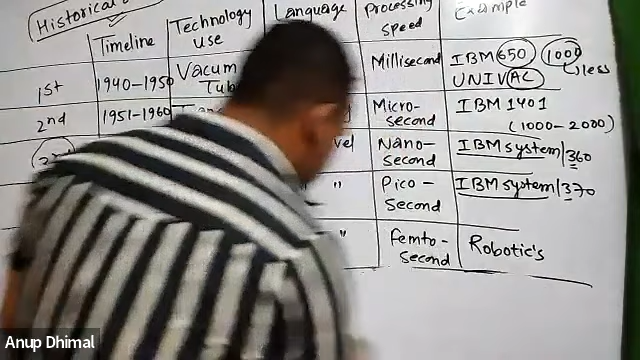 Historical
Timeline
Technology
use
Language
Processing
speed
Example
1st
1940-1950
Vacum
Tub
Millisecond
IBM 650 1000
less
UNIVAC
2nd
1951-1960
Micro-
second
IBM 1401
(1000-2000)
vel
Nano-
second
IBM system/360
"
Pico-
Second
IBM system/370
"
femto-
second
Robotic's
Anup Dhimal